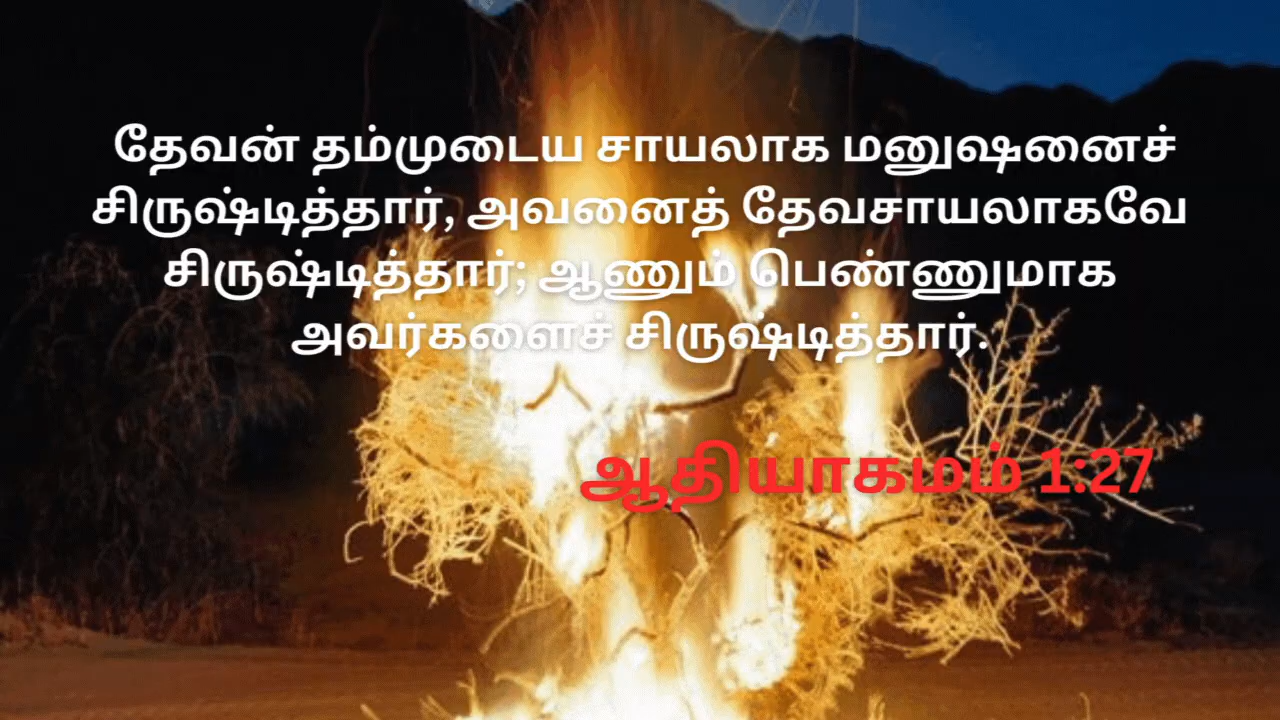 தேவன் தம்முடைய சாயலாக மனுஷனைச்
சிருஷ்டித்தார், அவனைத் தேவசாயலாகவே
சிருஷ்டித்தார்; ஆணும் பெண்ணுமாக
அவர்களைச் சிருஷ்டித்தார்.
ஆதியாகமம் 1:27